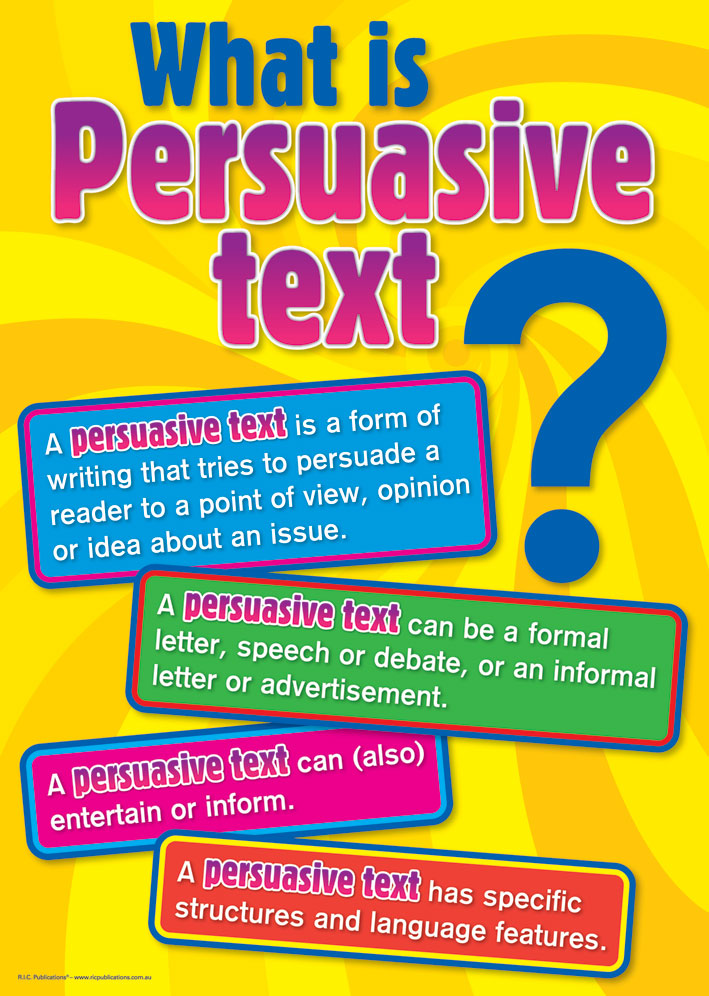 What is
Persuasive
text?
A persuasive text is a form of
writing that tries to persuade a
reader to a point of view, opinion
or idea about an issue.
A persuasive text can be a formal
letter, speech or debate, or an informal
letter or advertisement.
A persuasive text can (also)
entertain or inform.
A persuasive text has specific
structures and language features.
R.I.C. Publications® – www.ricpublications.com.au